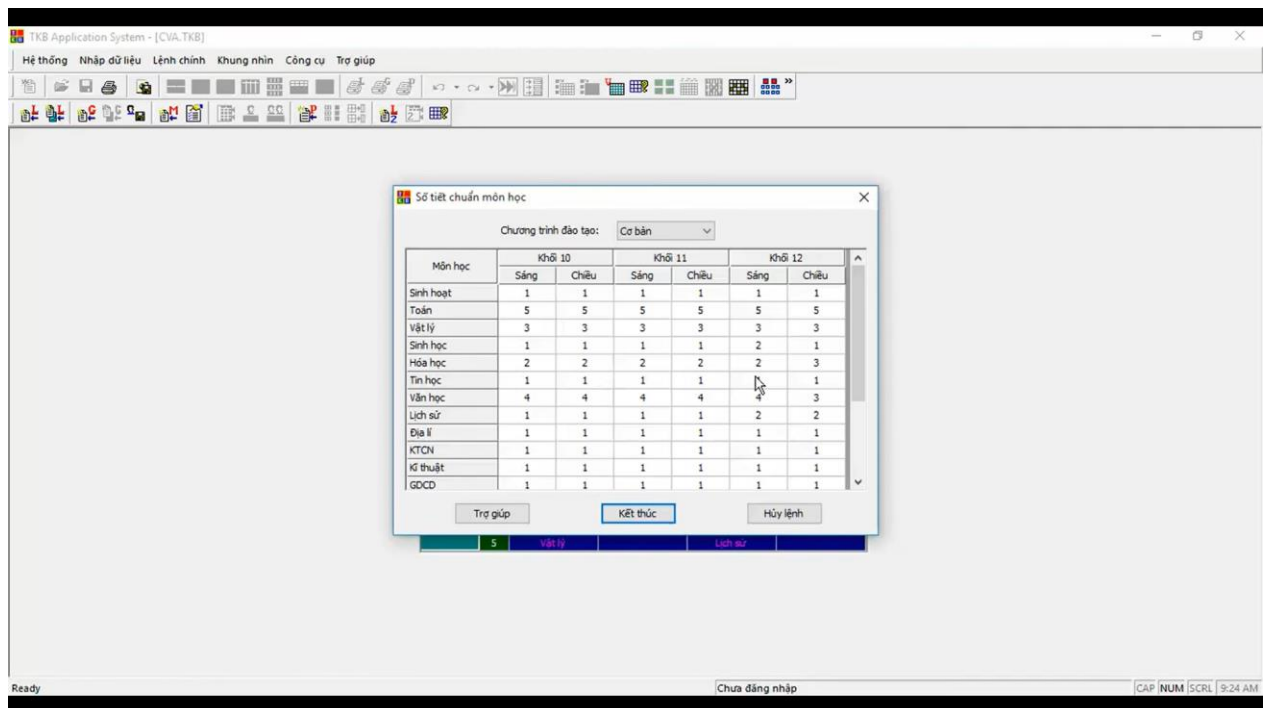 TKB Application System - [CVA.TKB]
Hệ thống Nhập dữ liệu Lệnh chính Khung nhìn Công cụ Trợ giúp
Số tiết chuẩn môn học
Chương trình đào tạo: Cơ bản
Môn học Khối 10 Khối 11 Khối 12
Sáng Chiều Sáng Chiều Sáng Chiều
Sinh hoạt 1 1 1 1 1 1
Toán 5 5 5 5 5 5
Vật lý 3 3 3 3 3 3
Sinh học 1 1 1 1 2 1
Hóa học 2 2 2 2 2 3
Tin học 1 1 1 1 1
Văn học 4 4 4 4 4 3
Lịch sử 1 1 1 1 2 2
Địa lí 1 1 1 1 1 1
KTCN 1 1 1 1 1 1
Kĩ thuật 1 1 1 1 1 1
GDCD 1 1 1 1 1 1
Trợ giúp Kết thúc Hủy lệnh
5 Vật lý Lịch sử
Ready Chưa đăng nhập CAP NUM SCRL 9:24 AM